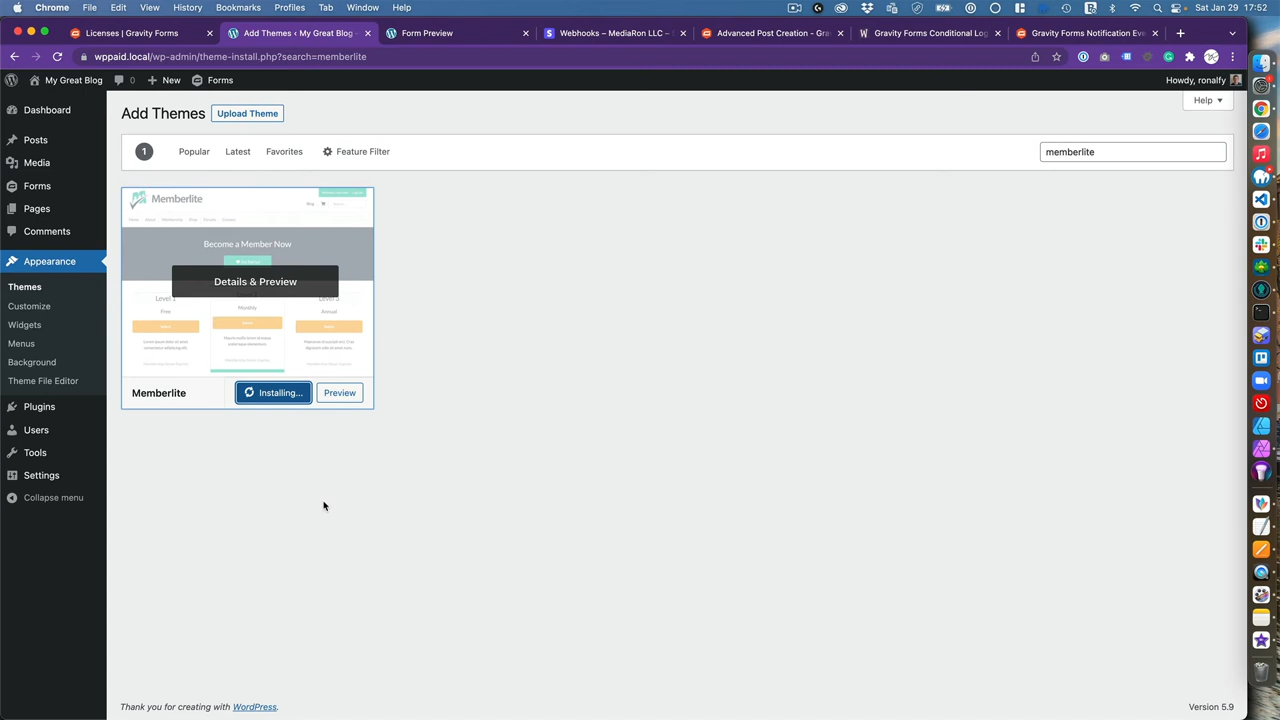 Chrome File Edit View History Bookmarks Profiles Tab Window Help
Sat Jan 29 17:51
Licenses | Gravity Forms
Add Themes ‹ My Great Blog –
Form Preview
Webhooks – MediaRon LLC –
Advanced Post Creation - Grav
Gravity Forms Conditional Log
Gravity Forms Notification Eve
wppaid.local/wp-admin/theme-install.php?search=memberlite
My Great Blog 0 New Forms
Howdy, ronalfy
Dashboard
Posts
Media
Forms
Pages
Comments
Appearance
Themes
Customize
Widgets
Menus
Background
Theme File Editor
Plugins
Users
Tools
Settings
Collapse menu
Help
Add Themes
Upload Theme
1 Popular Latest Favorites Feature Filter
memberlite
Memberlite
Become a Member Now
Details & Preview
Level 1
Free
Monthly
Annual
Memberlite
Installing...
Preview
Thank you for creating with WordPress.
Version 5.9